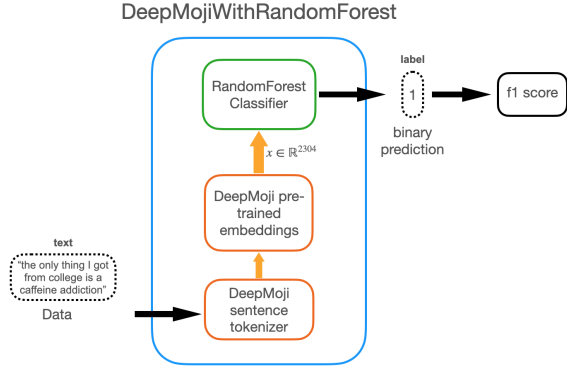 DeepMojiWithRandomForest
RandomForest
Classifier
label
1
binary
prediction
f1 score
x ∈ ℝ²³⁰⁴
DeepMoji pre-
trained
embeddings
text
“the only thing I got
from college is a
caffeine addiction”
Data
DeepMoji
sentence
tokenizer